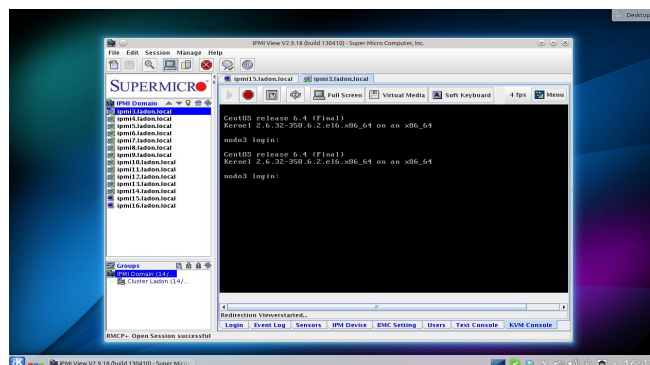 Desktop
IPMI View V2.9.18 (build 130410) - Super Micro Computer, Inc.
File Edit Session Manage Help
SUPERMICR
ipmi15.ladon.local ipmi3.ladon.local
Full Screen Virtual Media Soft Keyboard 4 fps Menu
IPMI Domain
ipmi3.ladon.local
ipmi4.ladon.local
ipmi5.ladon.local
ipmi6.ladon.local
ipmi7.ladon.local
ipmi8.ladon.local
ipmi9.ladon.local
ipmi10.ladon.local
ipmi11.ladon.local
ipmi12.ladon.local
ipmi13.ladon.local
ipmi14.ladon.local
ipmi15.ladon.local
ipmi16.ladon.local
CentOS release 6.4 (Final)
Kernel 2.6.32-358.6.2.el6.x86_64 on an x86_64
nodo3 login:
CentOS release 6.4 (Final)
Kernel 2.6.32-358.6.2.el6.x86_64 on an x86_64
nodo3 login:
Groups
IPMI Domain (14/...
Cluster Ladon (14/...
Redirection Viewerstarted...
Login Event Log Sensors IPM Device BMC Setting Users Text Console KVM Console
RMCP+ Open Session successful
IPMI View V2.9.18 (build 130410) - Super Micro